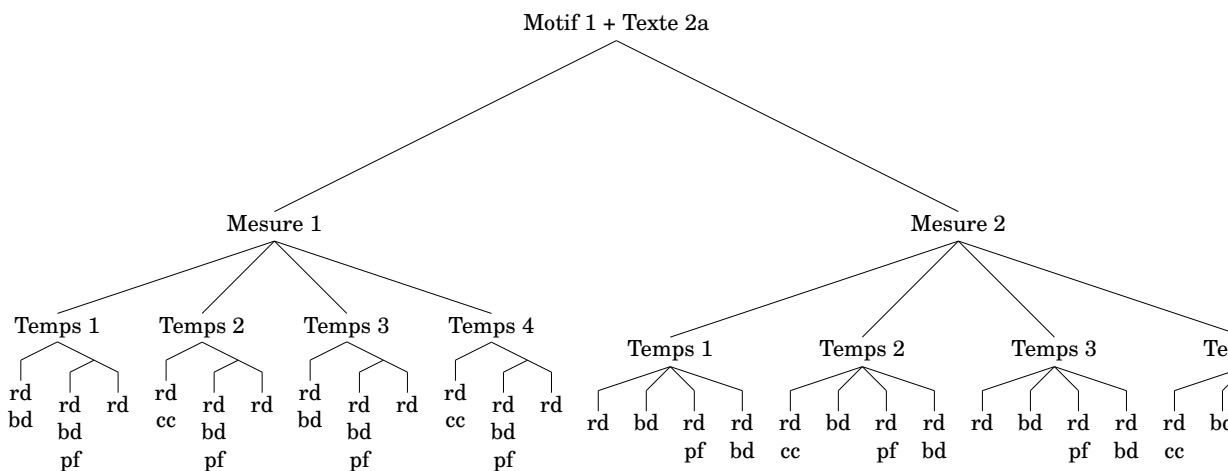 Motif 1 + Texte 2a
Mesure 1 Mesure 2
Temps 1 Temps 2 Temps 3 Temps 4
Temps 1 Temps 2 Temps 3
rd rd rd rd rd rd rd rd rd rd rd rd
bd bd cc bd bd bd cc bd
pf pf pf pf
rd bd rd rd rd bd rd rd rd bd rd rd rd
pf bd cc pf bd pf bd cc